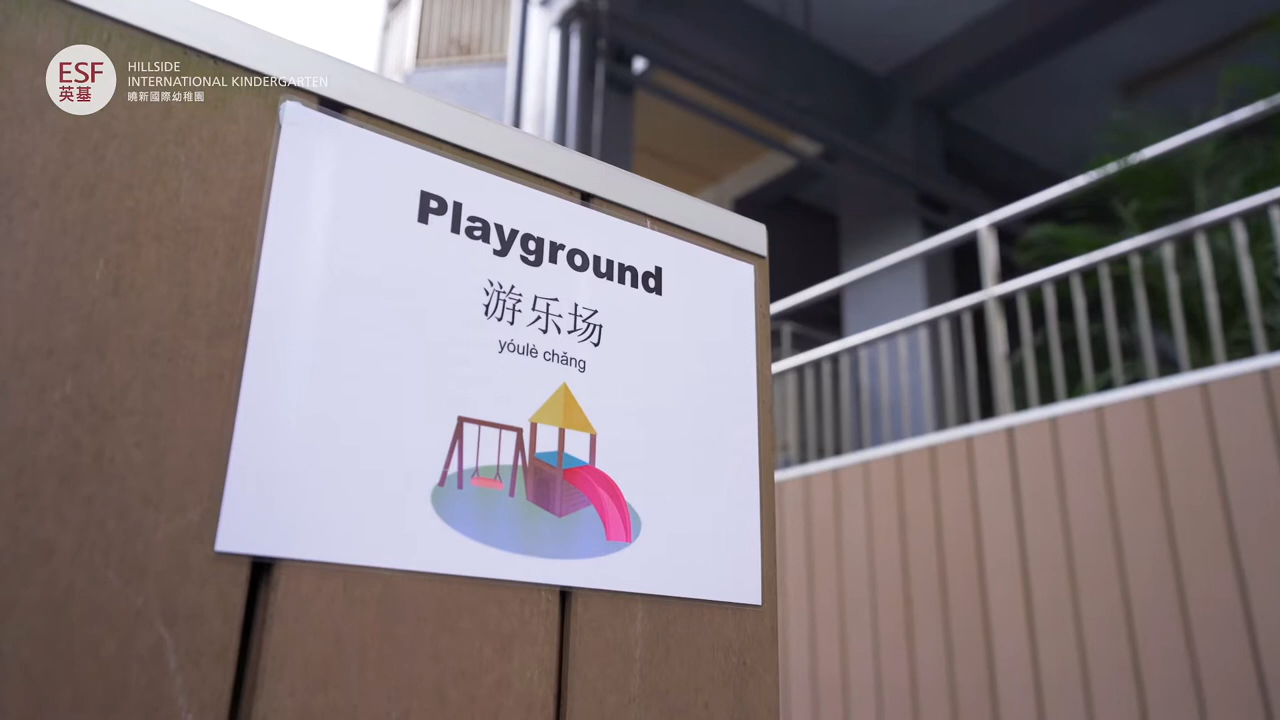 ESF
英基
HILLSIDE
INTERNATIONAL KINDERGARTEN
曉新國際幼稚園
Playground
游乐场
yóulè chǎng